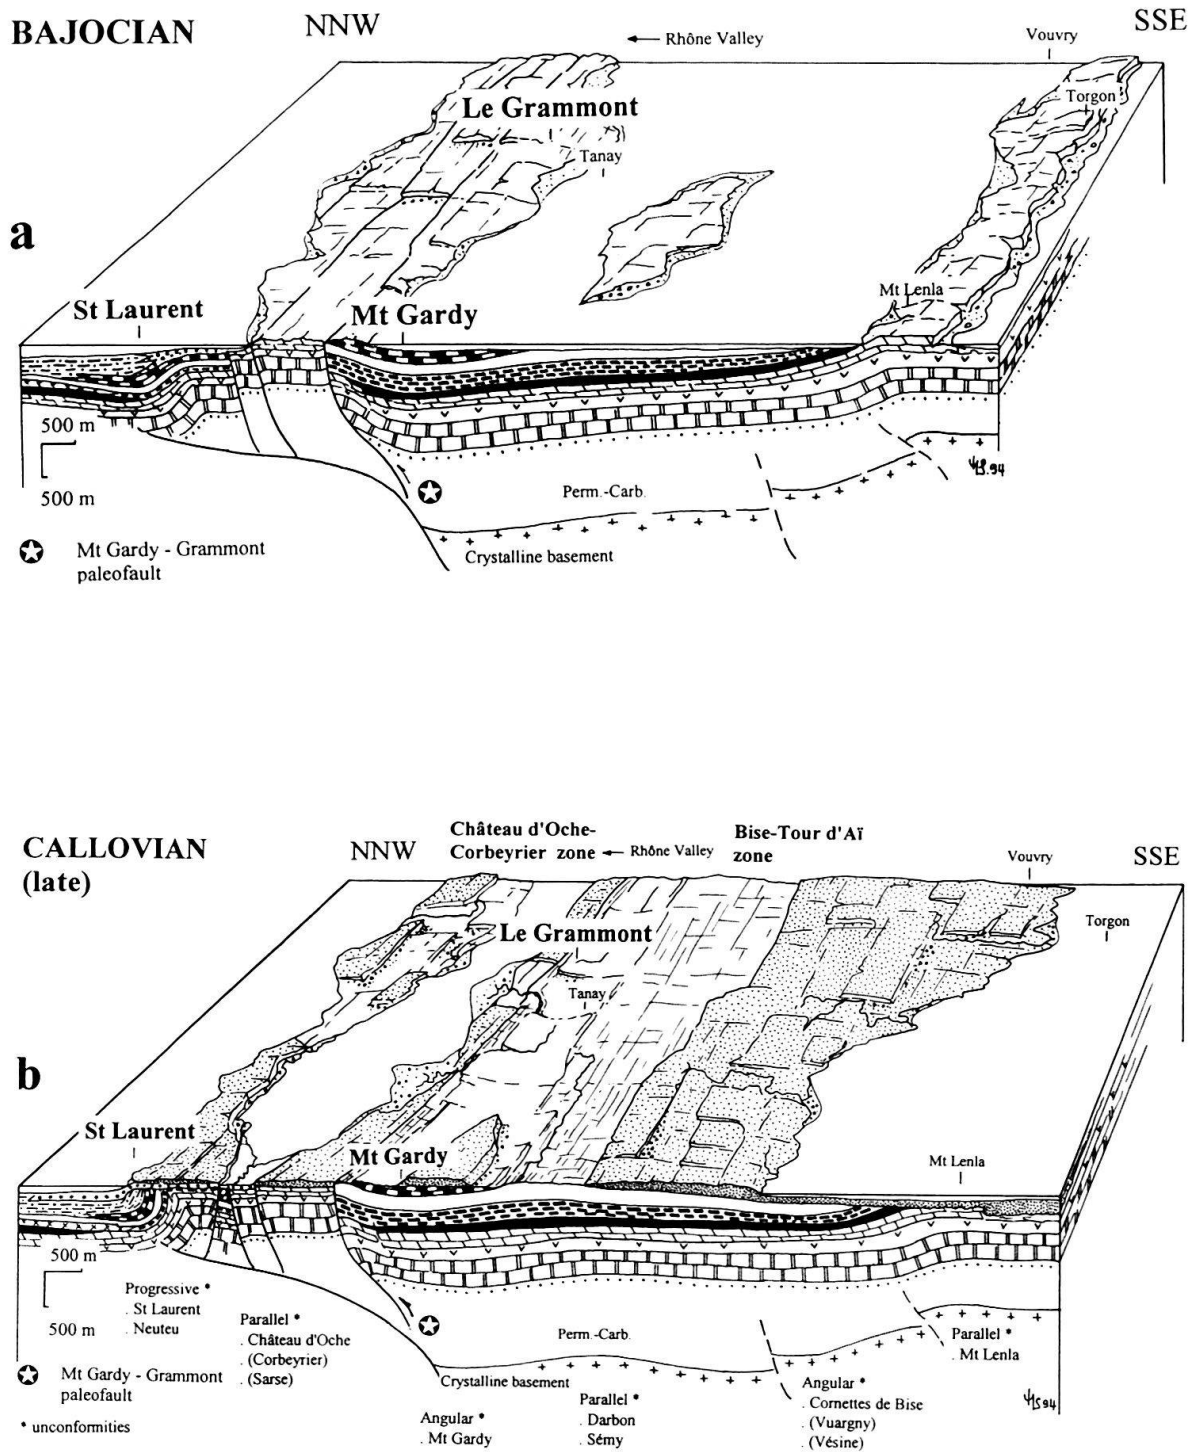 BAJOCIAN
NNW
← Rhône Valley
Vouvry
SSE
Torgon
Le Grammont
Tanay
a
Mt Lenla
St Laurent
Mt Gardy
500 m
500 m
Perm.-Carb.
Crystalline basement
Mt Gardy - Grammont
paleofault
CALLOVIAN
(late)
NNW
Château d'Oche-
Corbeyrier zone
← Rhône Valley
Bise-Tour d'Aï
zone
Vouvry
SSE
Torgon
Le Grammont
Tanay
b
St Laurent
Mt Gardy
Mt Lenla
500 m
500 m
Progressive *
. St Laurent
. Neuteu
Parallel *
. Château d'Oche
. (Corbeyrier)
. (Sarse)
Perm.-Carb.
Crystalline basement
Parallel *
. Mt Lenla
Angular *
. Mt Gardy
Parallel *
. Darbon
. Sémy
Angular *
. Cornettes de Bise
. (Vuargny)
. (Vésine)
Mt Gardy - Grammont
paleofault
* unconformities